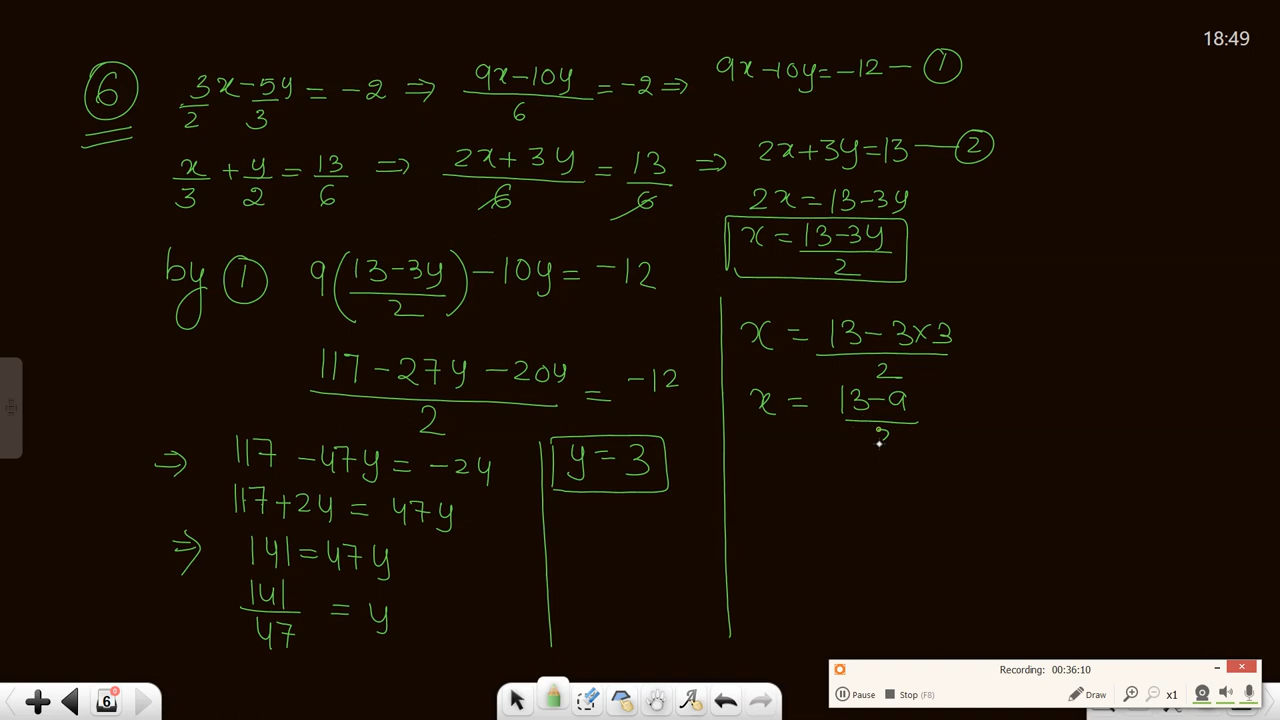 18:49
6 3/2 x - 5y/3 = -2 ⇒ (9x-10y)/6 = -2 ⇒ 9x-10y=-12 — 1
x/3 + y/2 = 13/6 ⇒ (2x+3y)/6 = 13/6 ⇒ 2x+3y=13 — 2
2x=13-3y
x = (13-3y)/2
by 1 9((13-3y)/2) - 10y = -12
(117-27y-20y)/2 = -12
⇒ 117-47y = -24
117+24 = 47y
⇒ 141=47y
141/47 = y
y=3
x = (13-3×3)/2
x = (13-9)/2
Recording: 00:36:10
Pause Stop (F8) Draw x1
6 0